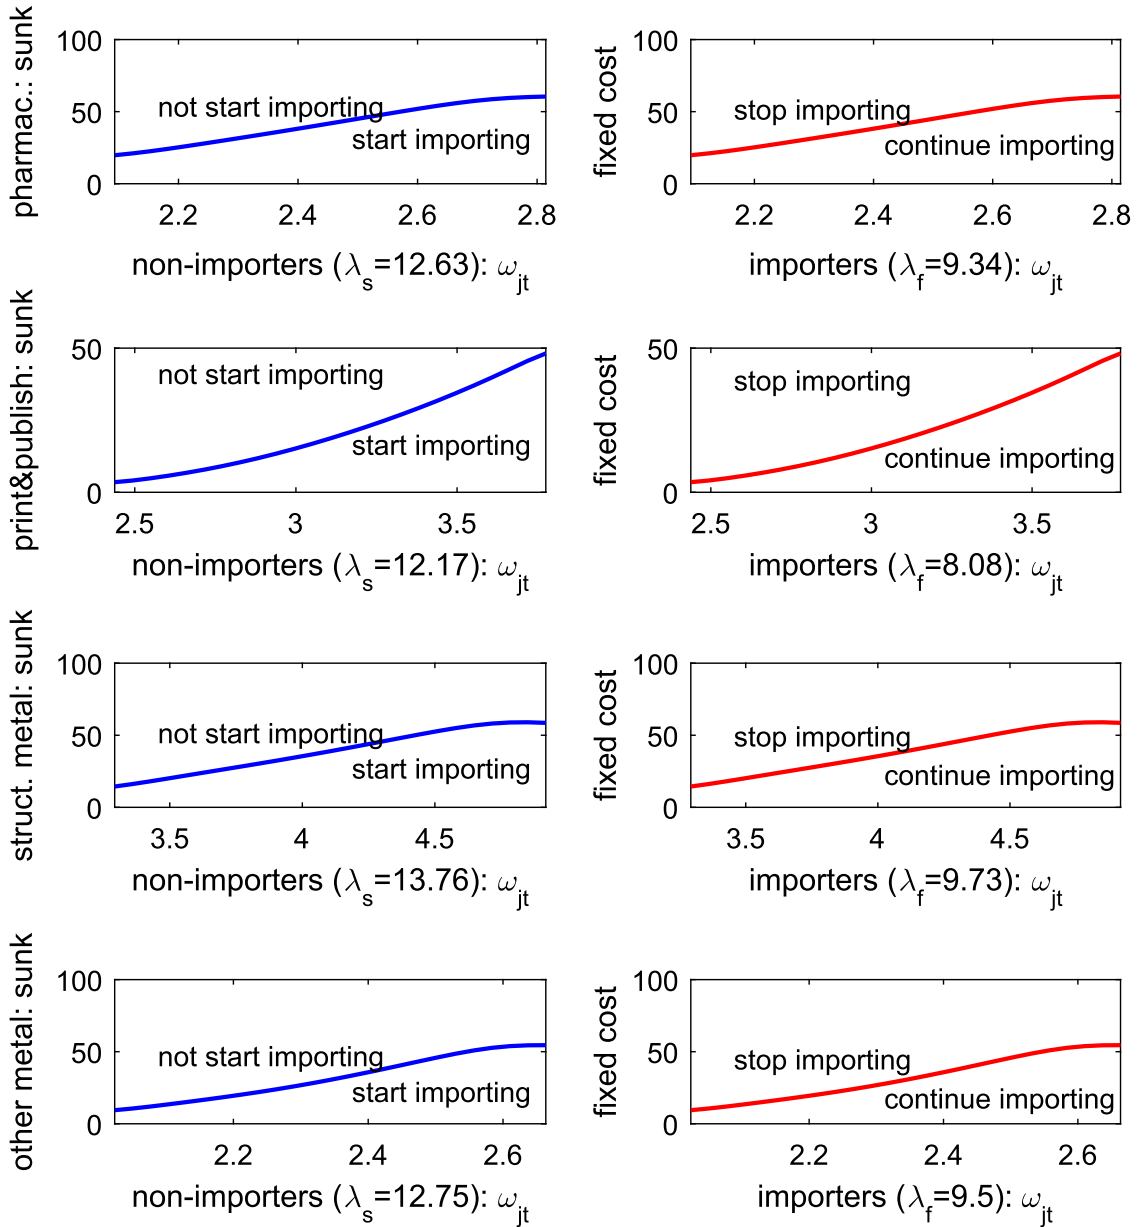 pharmac.: sunk
100
50
0
not start importing
start importing
2.2
2.4
2.6
2.8
non-importers (λs=12.63): ωjt
fixed cost
100
50
0
stop importing
continue importing
2.2
2.4
2.6
2.8
importers (λf=9.34): ωjt
print&publish: sunk
50
0
not start importing
start importing
2.5
3
3.5
non-importers (λs=12.17): ωjt
fixed cost
50
0
stop importing
continue importing
2.5
3
3.5
importers (λf=8.08): ωjt
struct. metal: sunk
100
50
0
not start importing
start importing
3.5
4
4.5
non-importers (λs=13.76): ωjt
fixed cost
100
50
0
stop importing
continue importing
3.5
4
4.5
importers (λf=9.73): ωjt
other metal: sunk
100
50
0
not start importing
start importing
2.2
2.4
2.6
non-importers (λs=12.75): ωjt
fixed cost
100
50
0
stop importing
continue importing
2.2
2.4
2.6
importers (λf=9.5): ωjt